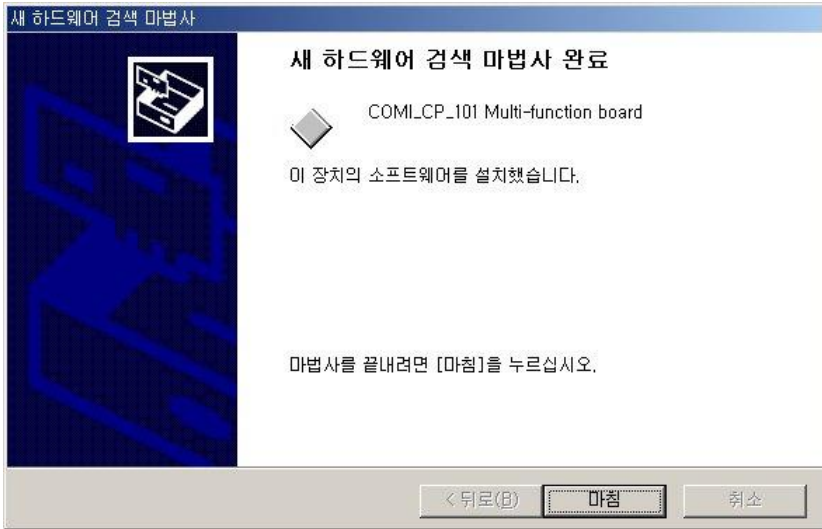 새 하드웨어 검색 마법사
새 하드웨어 검색 마법사 완료
COMI_CP_101 Multi-function board
이 장치의 소프트웨어를 설치했습니다.
마법사를 끝내려면 [마침]을 누르십시오.
< 뒤로(B)
마침
취소